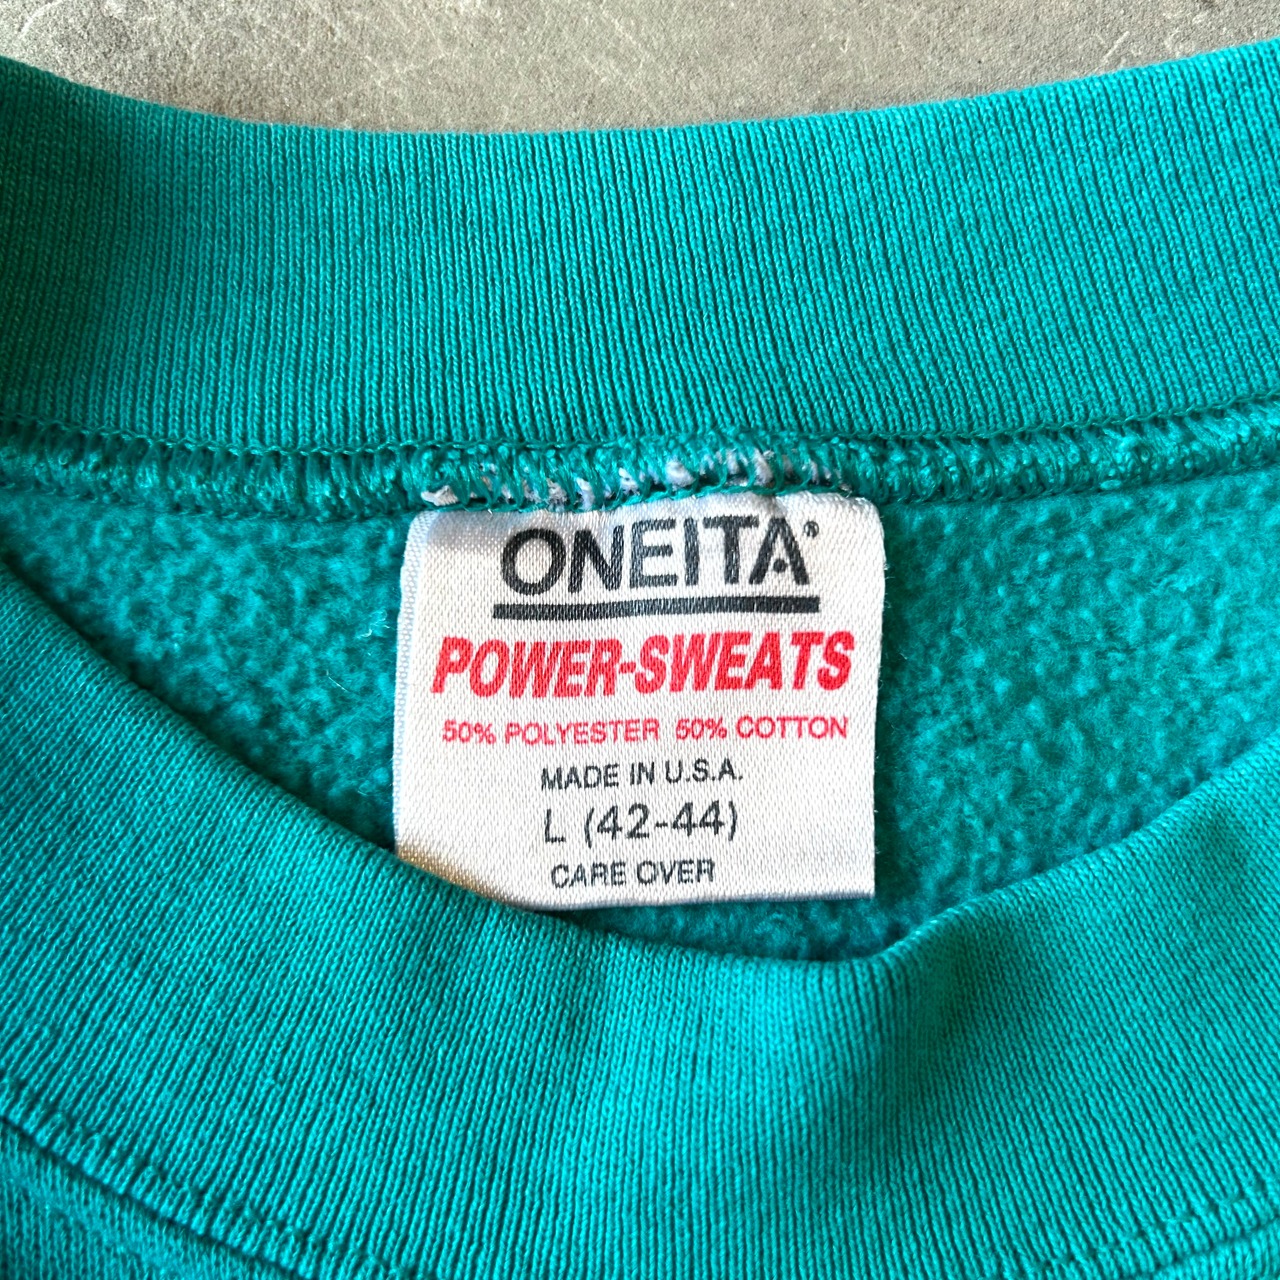 ONEITA®
POWER-SWEATS
50% POLYESTER 50% COTTON
MADE IN U.S.A.
L (42-44)
CARE OVER